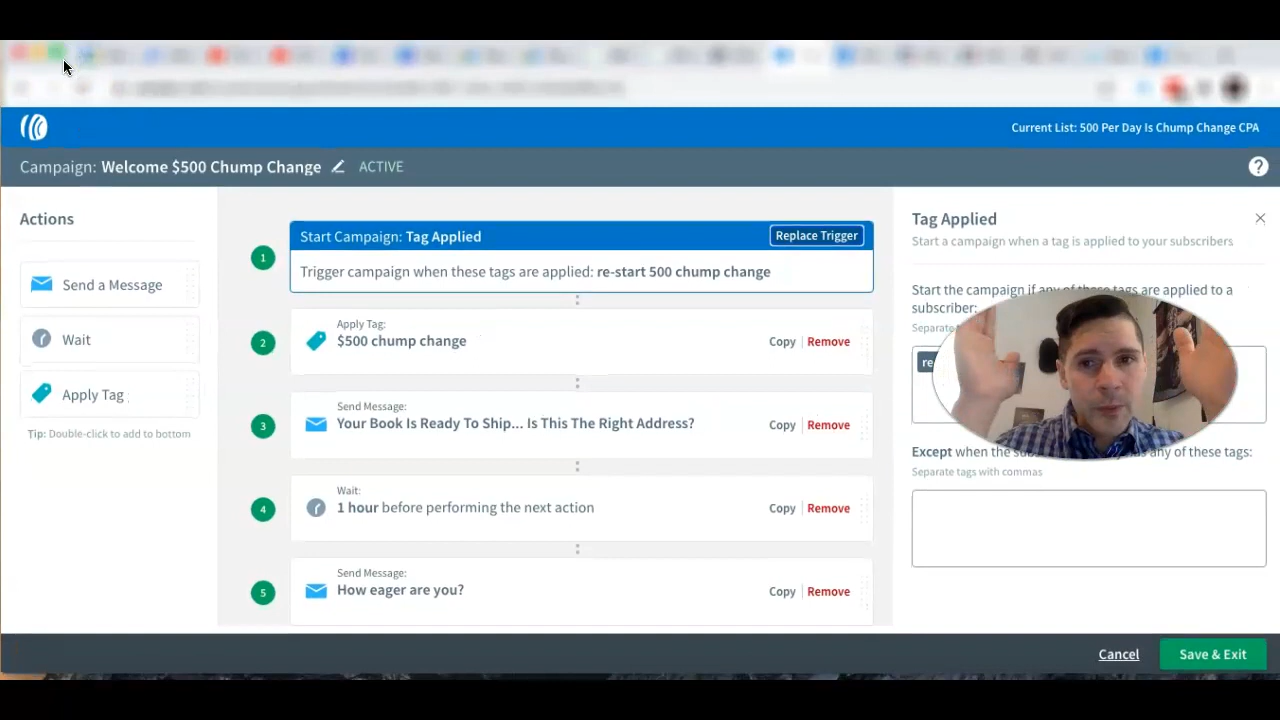 Current List: 500 Per Day Is Chump Change CPA
Campaign: Welcome $500 Chump Change ACTIVE
?
Actions
Send a Message
Wait
Apply Tag
Tip: Double-click to add to bottom
1
Start Campaign: Tag Applied
Replace Trigger
Trigger campaign when these tags are applied: re-start 500 chump change
2
Apply Tag:
$500 chump change
Copy Remove
3
Send Message:
Your Book Is Ready To Ship... Is This The Right Address?
Copy Remove
4
Wait:
1 hour before performing the next action
Copy Remove
5
Send Message:
How eager are you?
Copy Remove
Tag Applied
Start a campaign when a tag is applied to your subscribers
Start the campaign if any of these tags are applied to a
subscriber:
Separate
re
Except when the any of these tags:
Separate tags with commas
Cancel
Save & Exit